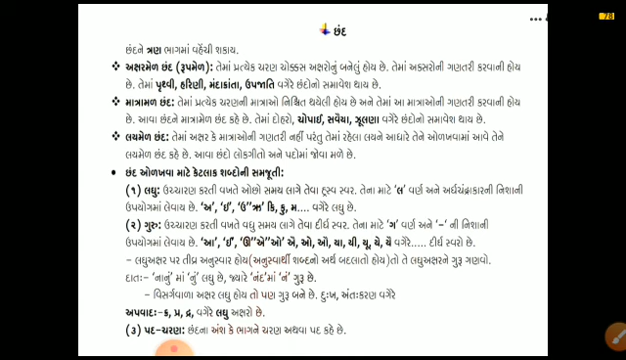 છંદ
છંદને ત્રણ ભાગમાં વહેંચી શકાય.
❖ અક્ષરમેળ છંદ (રૂપમેળ): તેમાં પ્રત્યેક ચરણ ચોક્કસ અક્ષરોનું બનેલું હોય છે. તેમાં અક્સરોની ગણતરી કરવાની હોય
છે. તેમાં પૃથ્વી, હરિણી, મંદાકાંતા, ઉપજાતિ વગેરે છંદોનો સમાવેશ થાય છે.
❖ માત્રામળ છંદ: તેમાં પ્રત્યેક ચરણની માત્રાઓ નિશ્ચિત થયેલી હોય છે અને તેમાં આ માત્રાઓની ગણતરી કરવાની હોય
છે. આવા છંદને માત્રામેળ છંદ કહે છે. તેમાં દોહરો, ચોપાઈ, સવૈયા, ઝૂલણા વગેરે છંદોનો સમાવેશ થાય છે.
❖ લયમેળ છંદ: તેમાં અક્ષર કે માત્રાઓની ગણતરી નહીં પરંતુ તેમાં રહેલા લયને આધારે તેને ઓળખવામાં આવે તેને
લયમેળ છંદ કહે છે. આવા છંદો લોકગીતો અને પદોમાં જોવા મળે છે.
• છંદ ઓળખવા માટે કેટલાક શબ્દોની સમજૂતી:
(૧) લઘુ: ઉચ્ચારણ કરતી વખતે ઓછો સમય લાગે તેવા હ્રસ્વ સ્વર. તેના માટે 'લ' વર્ણ અને અર્ધચંદ્રાકારની નિશાની
ઉપયોગમાં લેવાય છે. 'અ', 'ઇ', 'ઉ' 'ઋ' કિ, કુ, મ.... વગેરે લઘુ છે.
(૨) ગુરુ: ઉચ્ચારણ કરતી વખતે વધુ સમય લાગે તેવા દીર્ઘ સ્વર. તેના માટે 'ગ' વર્ણ અને '–' ની નિશાની
ઉપયોગમાં લેવાય છે. 'આ', 'ઈ', 'ઊ' 'એ' 'ઓ' ઐ, ઓ, ઔ, યા, ચી, ચૂ, ચે, ચૈ વગેરે..... દીર્ઘ સ્વરો છે.
– લઘુઅક્ષર પર તીવ્ર અનુસ્વાર હોય(અનુસ્વાર્થી શબ્દનો અર્થ બદલાતો હોય)તો તે લઘુઅક્ષરને ગુરુ ગણવો.
દાતઃ- 'નાનું' માં 'નું' લઘુ છે, જ્યારે 'નંદ'માં 'નં' ગુરૂ છે.
– વિસર્ગવાળા અક્ષર લઘુ હોય તો પણ ગુરૂ બને છે. દુ:ખ, અંત:કરણ વગેરે
અપવાદ:- ક્ર, પ્ર, દ્ર, વગેરે લઘુ અક્ષરો છે.
(૩) પદ–ચરણ: છંદના અંશ કે ભાગને ચરણ અથવા પદ કહે છે.
78